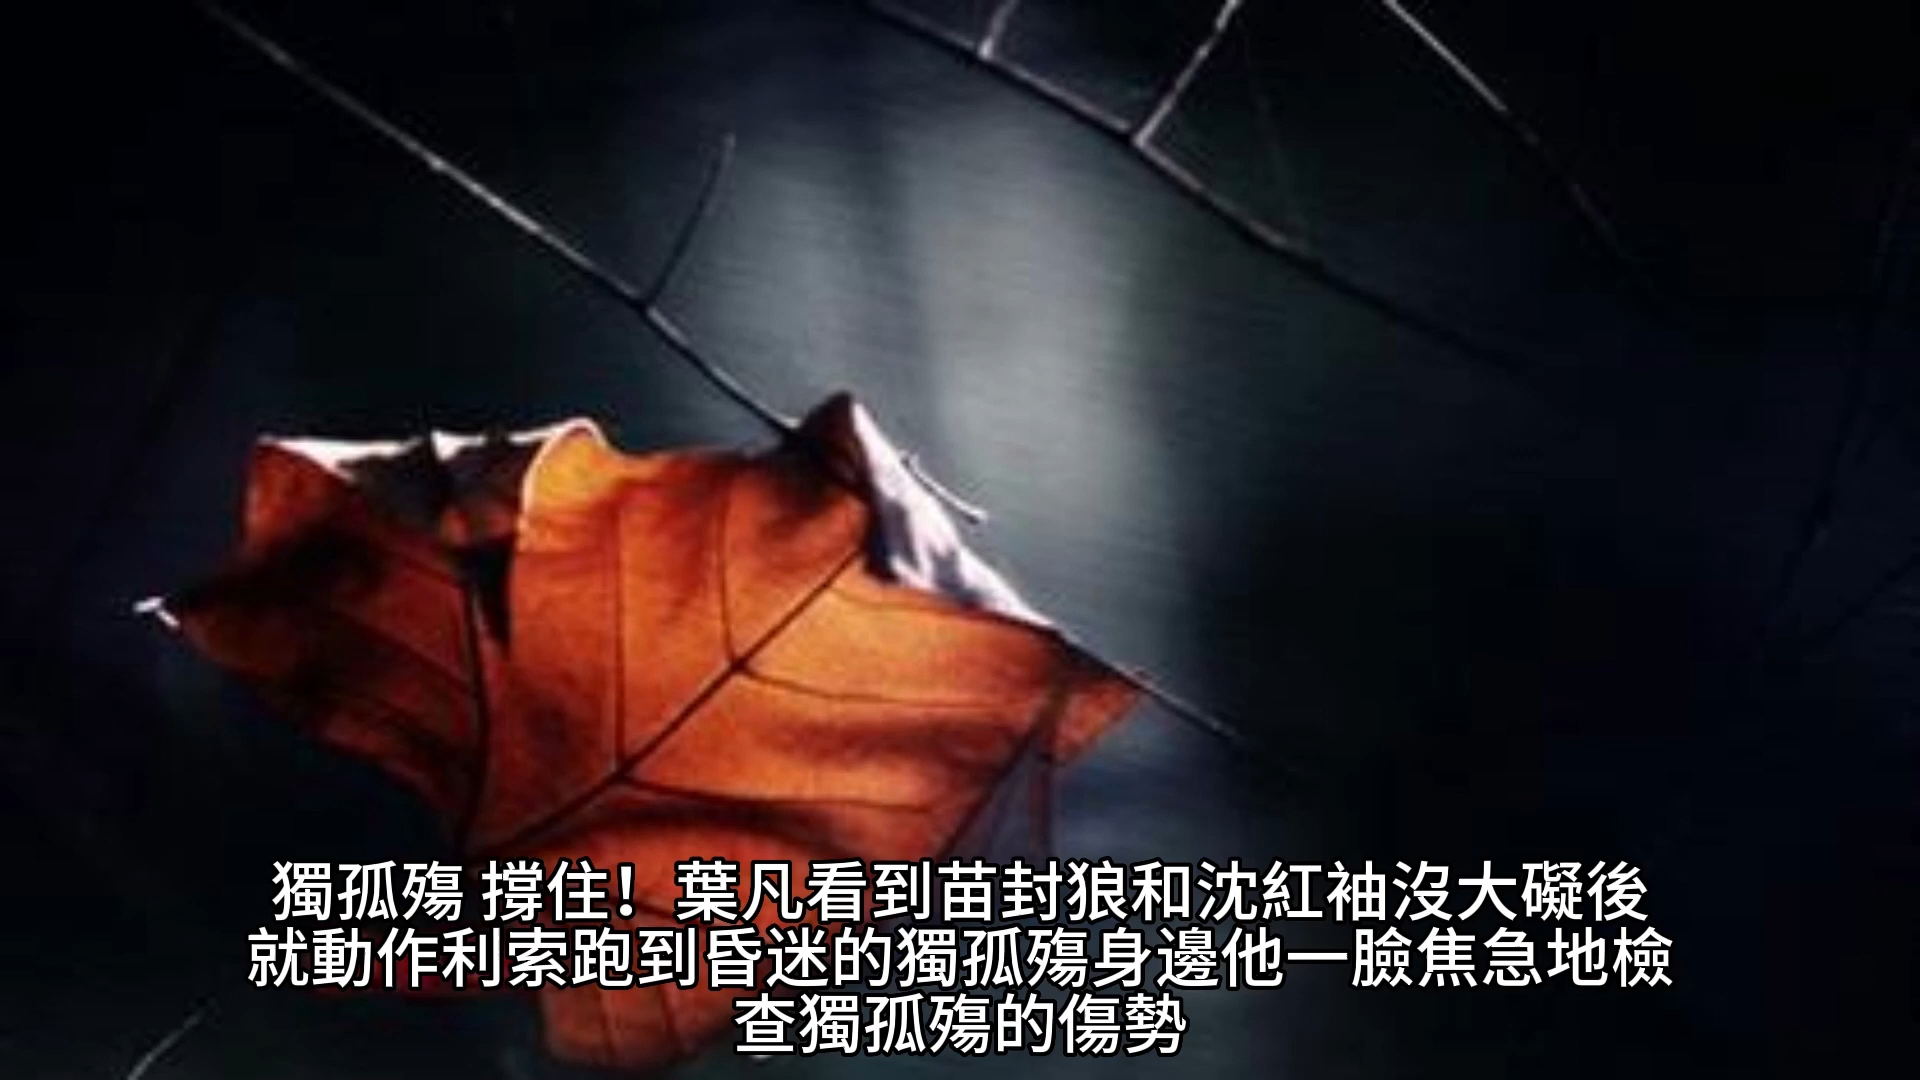 獨孤殤 撐住！葉凡看到苗封狼和沈紅袖沒大礙後
就動作利索跑到昏迷的獨孤殤身邊他一臉焦急地檢
查獨孤殤的傷勢